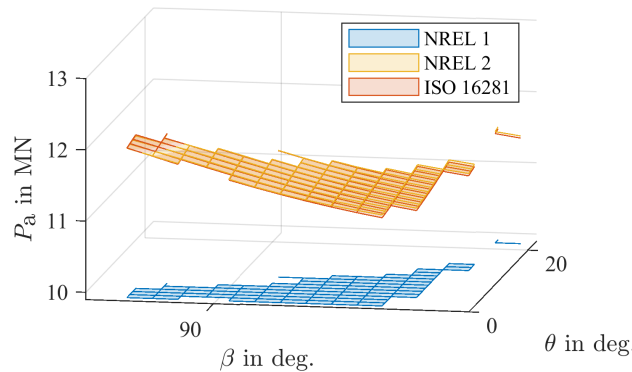 NREL 1
NREL 2
ISO 16281
13
12
11
10
Pa in MN
90
β in deg.
0
20
θ in deg.